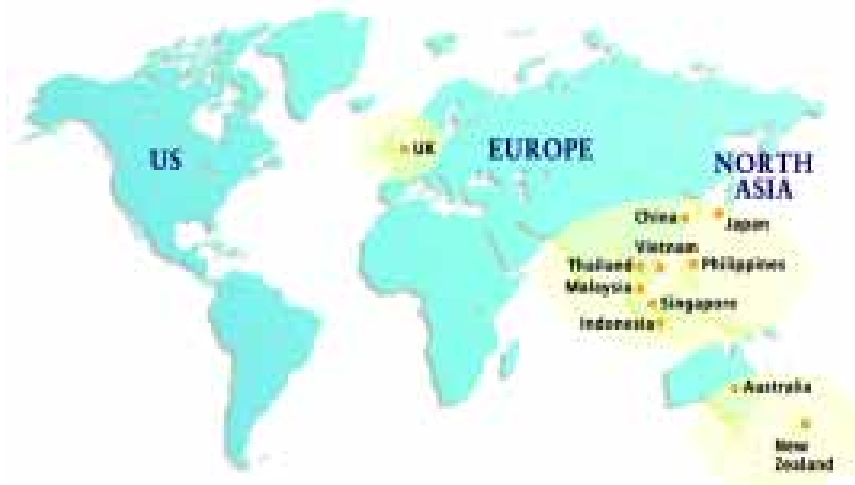 US
UK
EUROPE
NORTH
ASIA
China
Japan
Vietnam
Thailand
Philippines
Malaysia
Singapore
Indonesia
Australia
New
Zealand